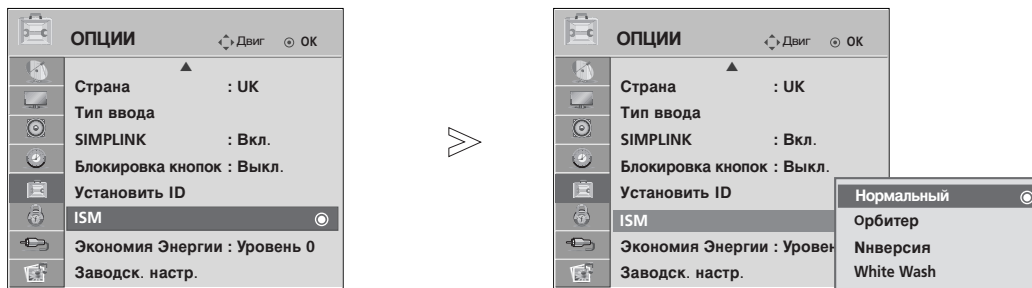 ОПЦИИ Двиг OK
Страна : UK
Тип ввода
SIMPLINK : Вкл.
Блокировка кнопок : Выкл.
Установить ID
ISM
Экономия Энергии : Уровень 0
Заводск. настр.
ОПЦИИ Двиг OK
Страна : UK
Тип ввода
SIMPLINK : Вкл.
Блокировка кнопок : Выкл.
Установить ID
ISM
Экономия Энергии : Уровен
Заводск. настр.
Нормальный
Орбитер
Nнверсия
White Wash